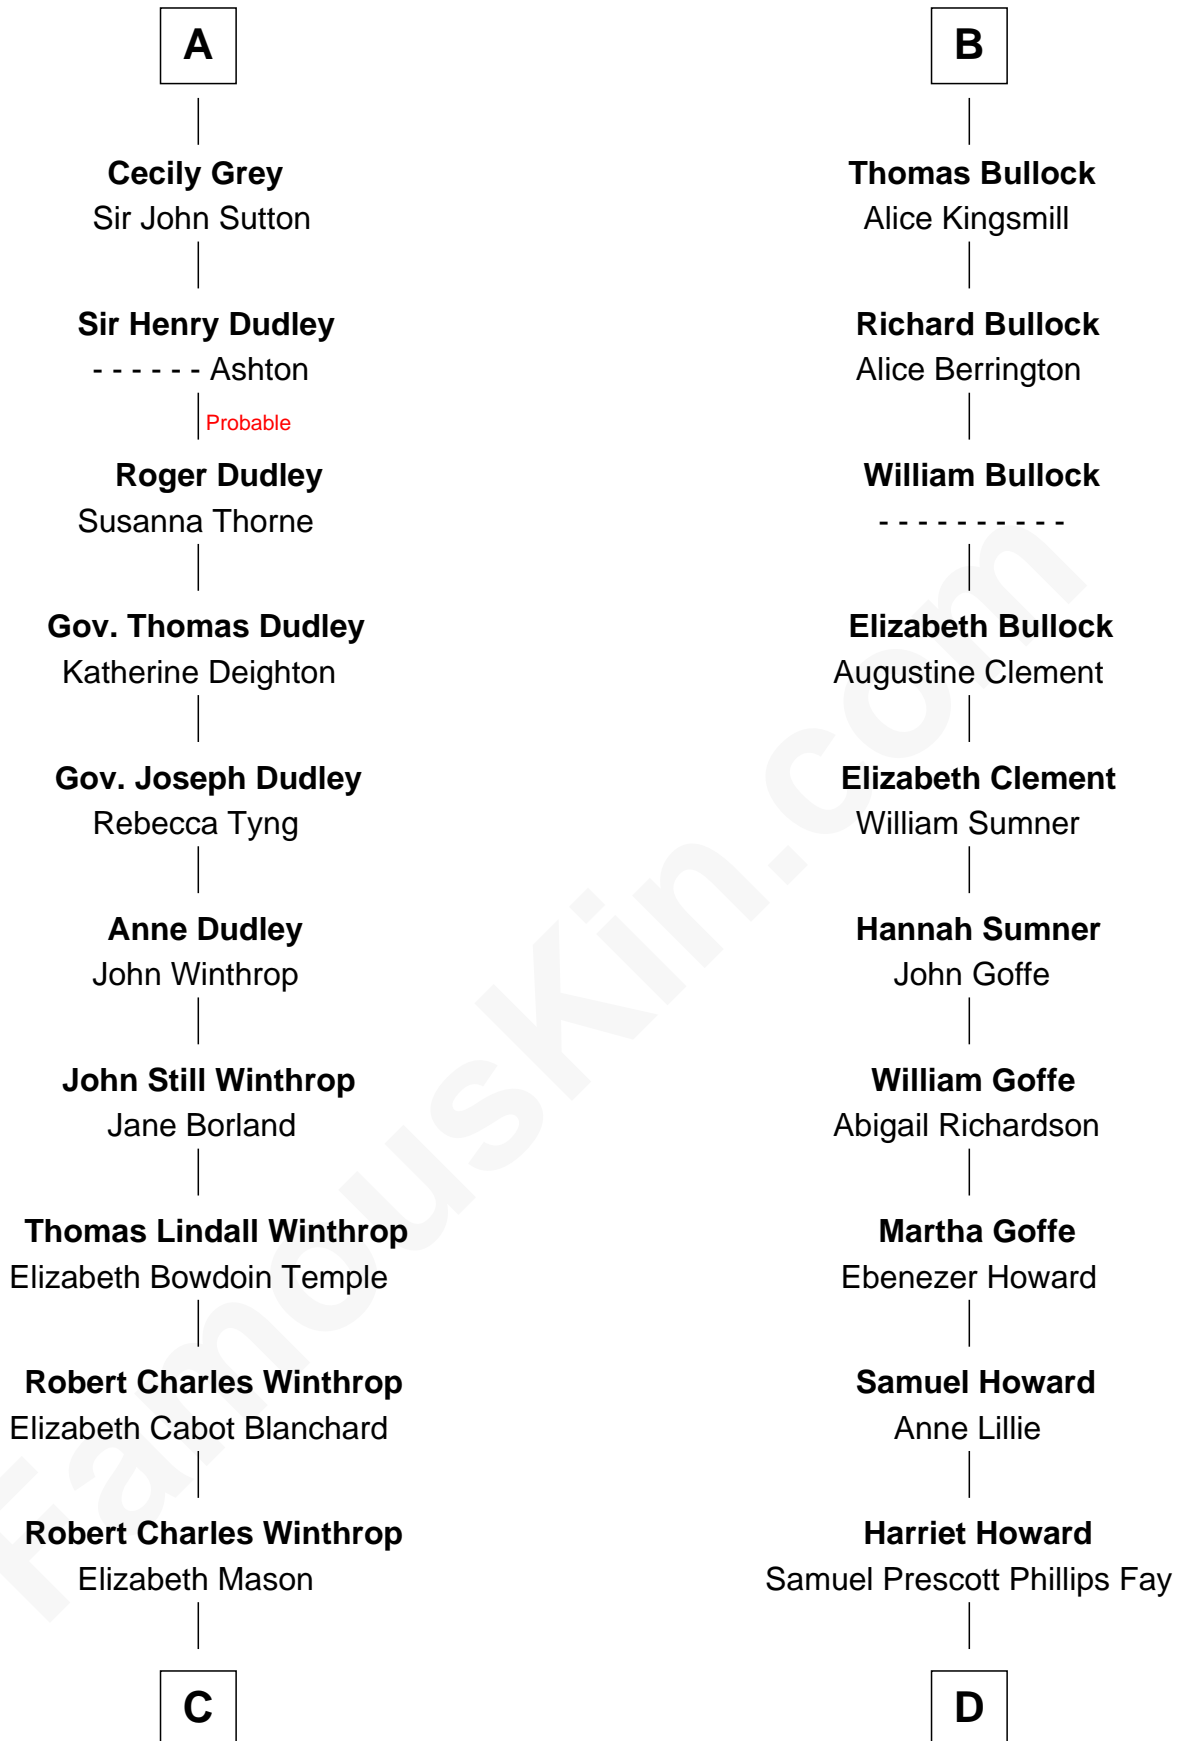 A
Cecily Grey
Sir John Sutton
Sir Henry Dudley
- - - - - - Ashton
Probable
Roger Dudley
Susanna Thorne
Gov. Thomas Dudley
Katherine Deighton
Gov. Joseph Dudley
Rebecca Tyng
Anne Dudley
John Winthrop
John Still Winthrop
Jane Borland
Thomas Lindall Winthrop
Elizabeth Bowdoin Temple
Robert Charles Winthrop
Elizabeth Cabot Blanchard
Robert Charles Winthrop
Elizabeth Mason
C
B
Thomas Bullock
Alice Kingsmill
Richard Bullock
Alice Berrington
William Bullock
- - - - - - - - - -
Elizabeth Bullock
Augustine Clement
Elizabeth Clement
William Sumner
Hannah Sumner
John Goffe
William Goffe
Abigail Richardson
Martha Goffe
Ebenezer Howard
Samuel Howard
Anne Lillie
Harriet Howard
Samuel Prescott Phillips Fay
D
FamousKin.com